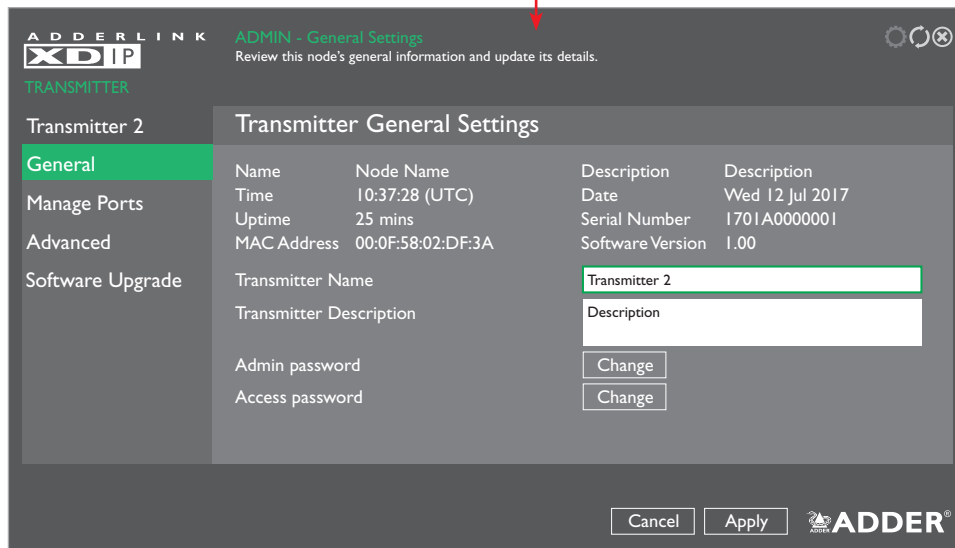 ADDERLINK
XDIP
TRANSMITTER
ADMIN - General Settings
Review this node's general information and update its details.
Transmitter 2
General
Manage Ports
Advanced
Software Upgrade
Transmitter General Settings
Name Node Name Description Description
Time 10:37:28 (UTC) Date Wed 12 Jul 2017
Uptime 25 mins Serial Number 1701A0000001
MAC Address 00:0F:58:02:DF:3A Software Version 1.00
Transmitter Name Transmitter 2
Transmitter Description Description
Admin password Change
Access password Change
Cancel Apply ADDER ADDER®